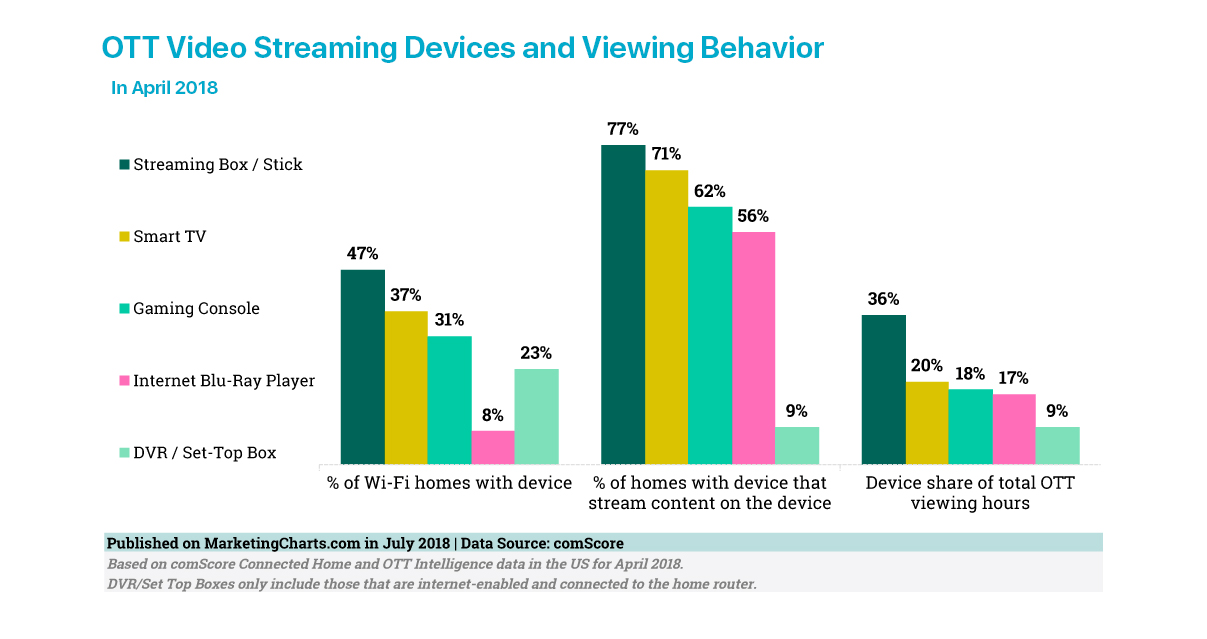 OTT Video Streaming Devices and Viewing Behavior
In April 2018
Streaming Box / Stick
Smart TV
Gaming Console
Internet Blu-Ray Player
DVR / Set-Top Box
47%
37%
31%
8%
23%
77%
71%
62%
56%
9%
36%
20%
18%
17%
9%
% of Wi-Fi homes with device
% of homes with device that
stream content on the device
Device share of total OTT
viewing hours
Published on MarketingCharts.com in July 2018 | Data Source: comScore
Based on comScore Connected Home and OTT Intelligence data in the US for April 2018.
DVR/Set Top Boxes only include those that are internet-enabled and connected to the home router.